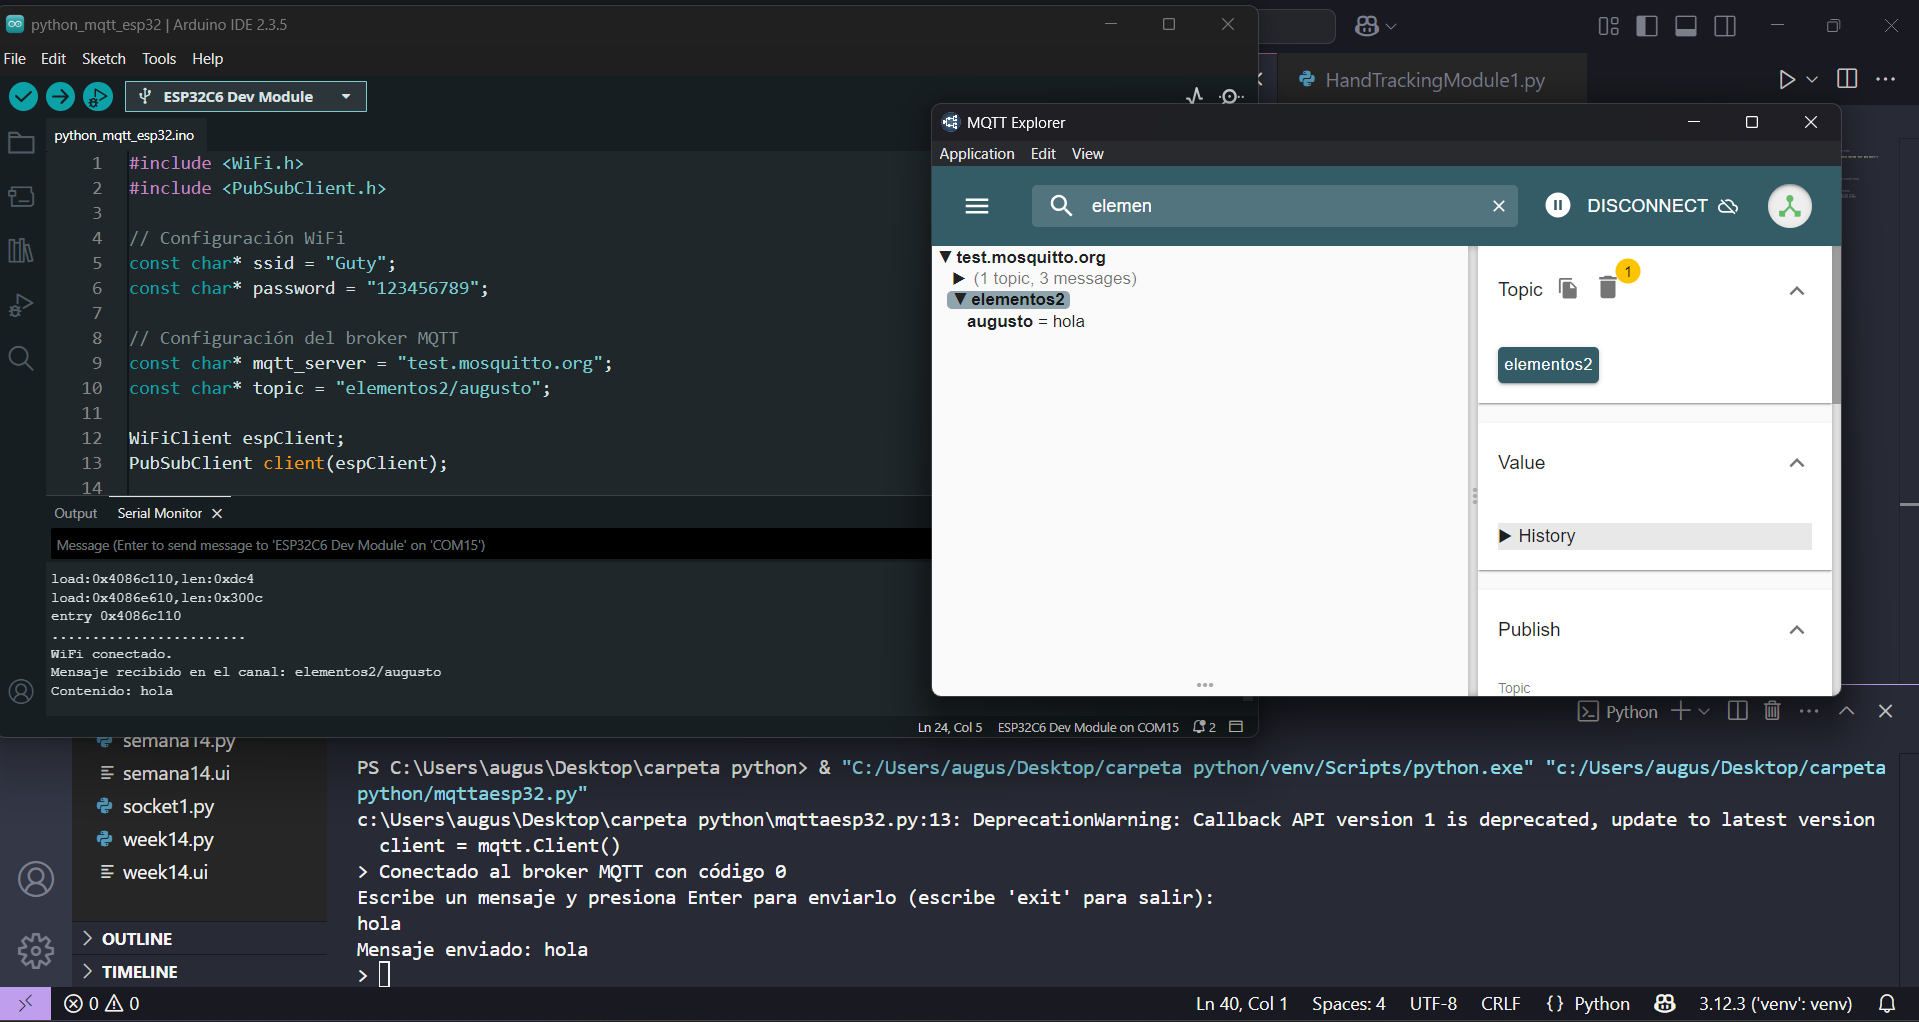 python_mqtt_esp32 | Arduino IDE 2.3.5
File Edit Sketch Tools Help
ESP32C6 Dev Module
python_mqtt_esp32.ino
1 #include <WiFi.h>
2 #include <PubSubClient.h>
3
4 // Configuración WiFi
5 const char* ssid = "Guty";
6 const char* password = "123456789";
7
8 // Configuración del broker MQTT
9 const char* mqtt_server = "test.mosquitto.org";
10 const char* topic = "elementos2/augusto";
11
12 WiFiClient espClient;
13 PubSubClient client(espClient);
14
Output Serial Monitor
Message (Enter to send message to 'ESP32C6 Dev Module' on 'COM15')
load:0x4086c110,len:0xdc4
load:0x4086e610,len:0x300c
entry 0x4086c110
........................
WiFi conectado.
Mensaje recibido en el canal: elementos2/augusto
Contenido: hola
Ln 24, Col 5 ESP32C6 Dev Module on COM15 2
HandTrackingModule1.py
MQTT Explorer
Application Edit View
elemen
DISCONNECT
test.mosquitto.org
(1 topic, 3 messages)
elementos2
augusto = hola
Topic 1
elementos2
Value
History
Publish
Topic
Python
semana14.py
semana14.ui
socket1.py
week14.py
week14.ui
OUTLINE
TIMELINE
PS C:\Users\augus\Desktop\carpeta python> & "C:/Users/augus/Desktop/carpeta python/venv/Scripts/python.exe" "c:/Users/augus/Desktop/carpeta
python/mqttaesp32.py"
c:\Users\augus\Desktop\carpeta python\mqttaesp32.py:13: DeprecationWarning: Callback API version 1 is deprecated, update to latest version
client = mqtt.Client()
> Conectado al broker MQTT con código 0
Escribe un mensaje y presiona Enter para enviarlo (escribe 'exit' para salir):
hola
Mensaje enviado: hola
>
0 0 Ln 40, Col 1 Spaces: 4 UTF-8 CRLF {} Python 3.12.3 ('venv': venv)